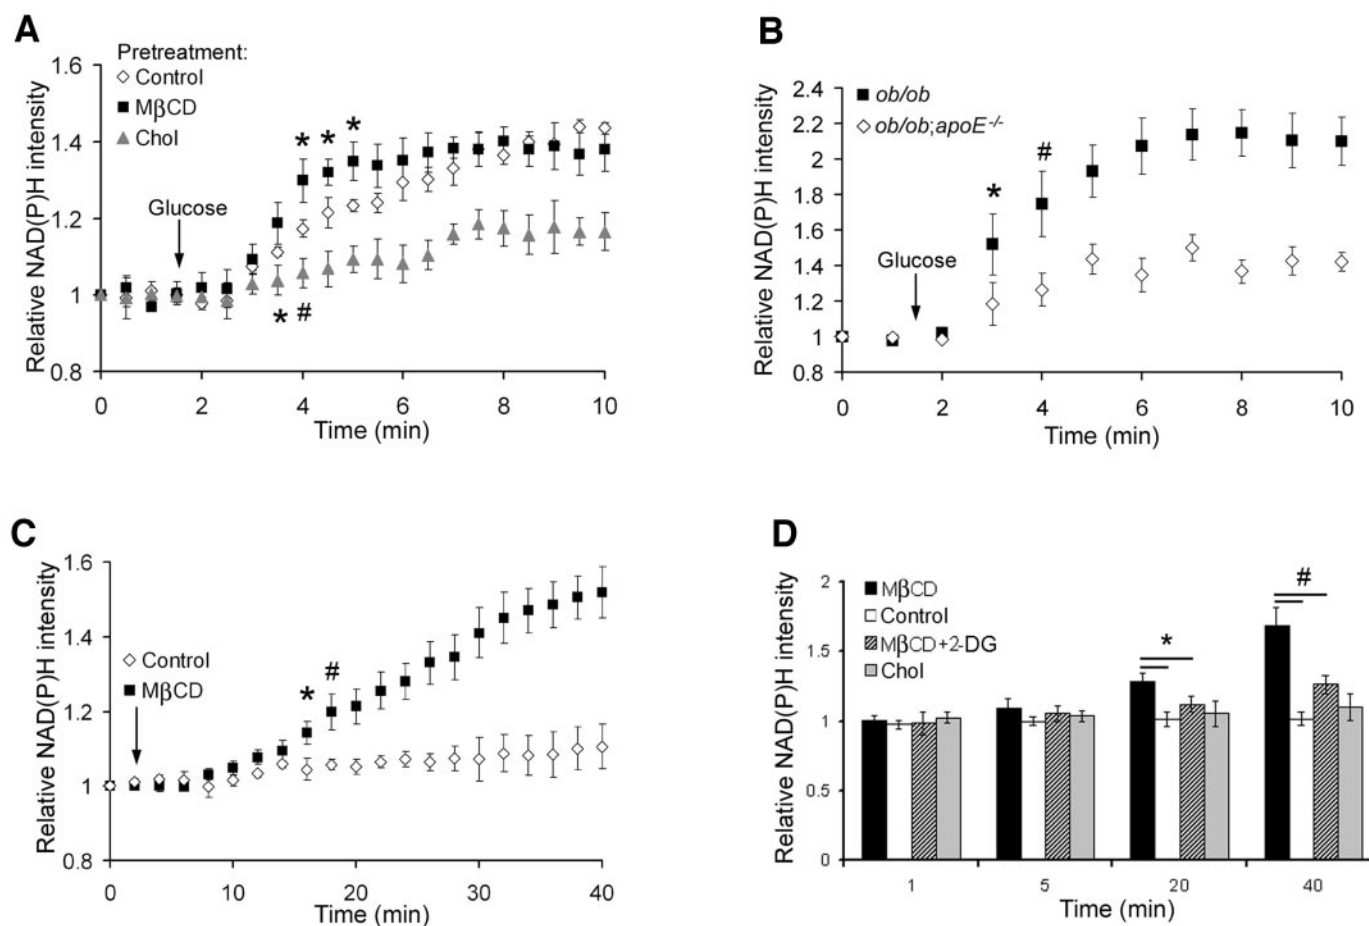 A
Pretreatment:
Control
MβCD
Chol
Relative NAD(P)H intensity
1.6
1.4
1.2
1
0.8
Glucose
* * *
* #
0 2 4 6 8 10
Time (min)
B
ob/ob
ob/ob;apoE-/-
Relative NAD(P)H intensity
2.4
2.2
2
1.8
1.6
1.4
1.2
1
0.8
Glucose
* #
0 2 4 6 8 10
Time (min)
C
Control
MβCD
Relative NAD(P)H intensity
1.6
1.4
1.2
1
0.8
* #
0 10 20 30 40
Time (min)
D
MβCD
Control
MβCD+2-DG
Chol
Relative NAD(P)H intensity
2
1.5
1
0.5
0
* #
1 5 20 40
Time (min)